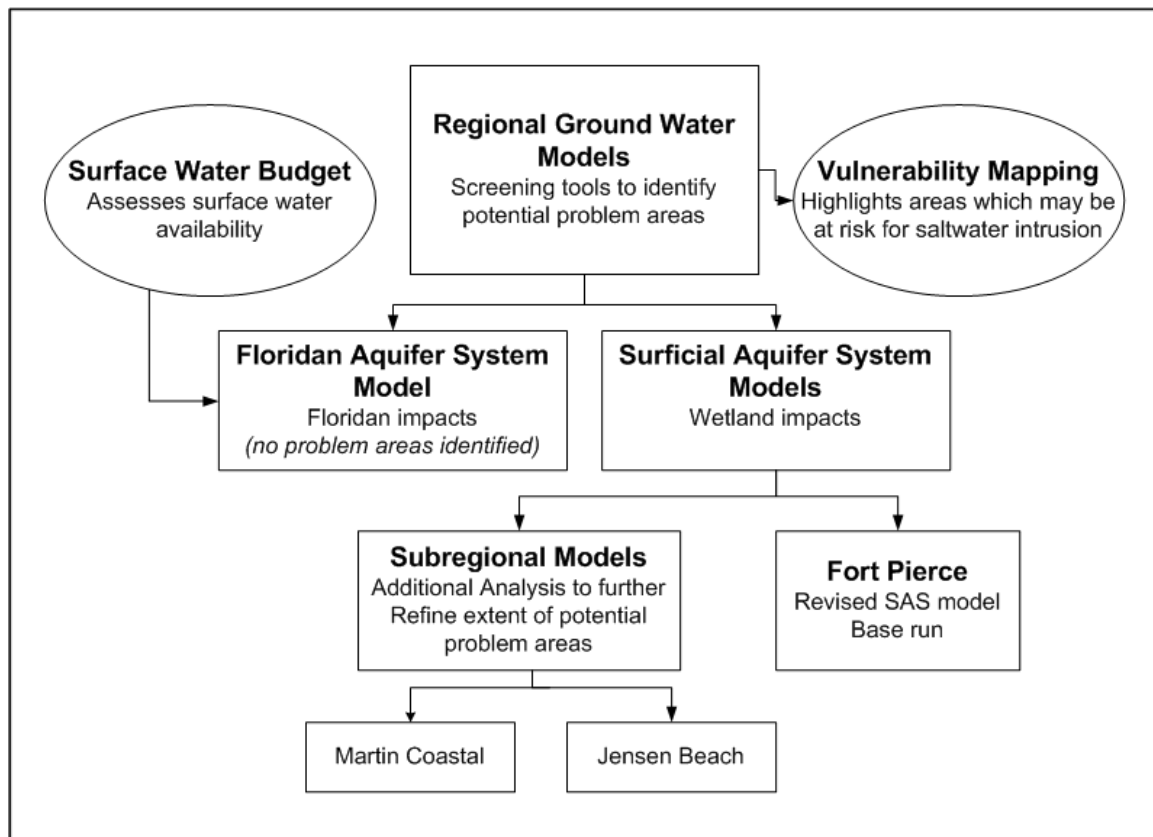 Regional Ground Water
Models
Screening tools to identify
potential problem areas
Surface Water Budget
Assesses surface water
availability
Vulnerability Mapping
Highlights areas which may be
at risk for saltwater intrusion
Floridan Aquifer System
Model
Floridan impacts
(no problem areas identified)
Surficial Aquifer System
Models
Wetland impacts
Subregional Models
Additional Analysis to further
Refine extent of potential
problem areas
Fort Pierce
Revised SAS model
Base run
Martin Coastal
Jensen Beach